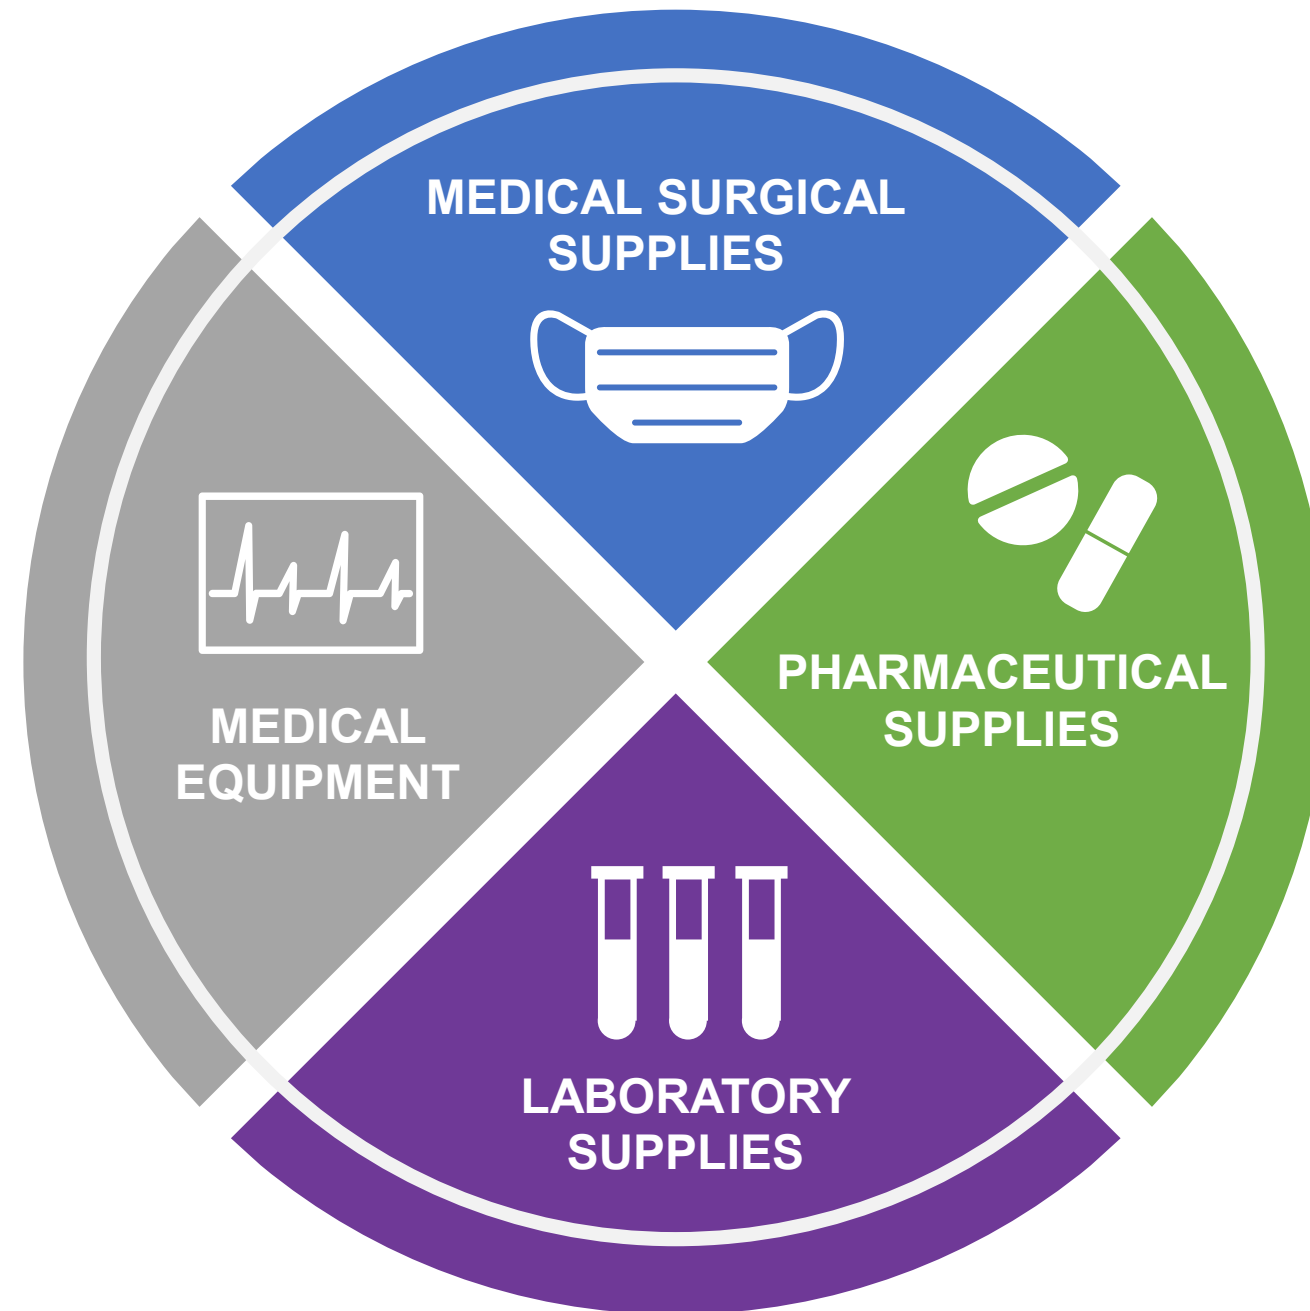 MEDICAL SURGICAL
SUPPLIES
PHARMACEUTICAL
SUPPLIES
MEDICAL
EQUIPMENT
LABORATORY
SUPPLIES